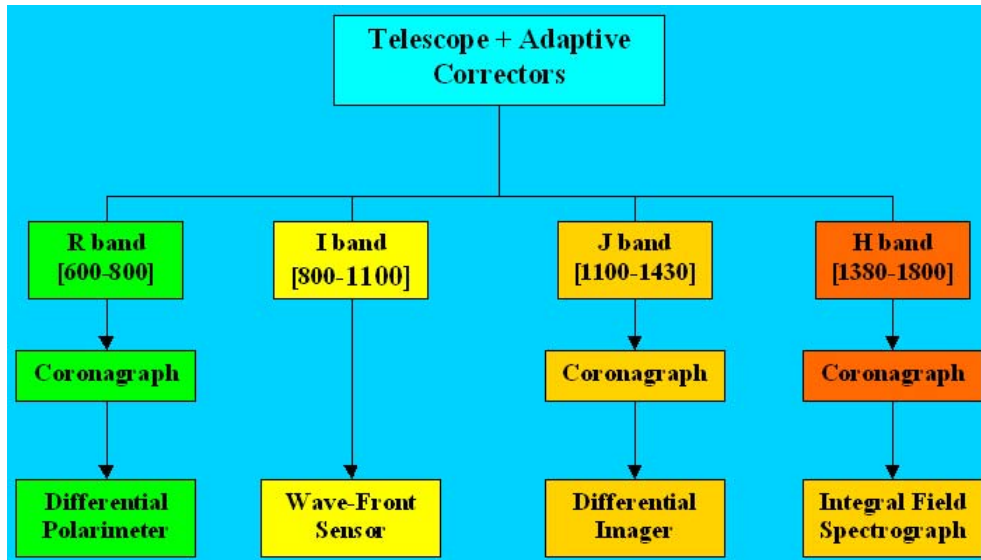 Telescope + Adaptive
Correctors
R band
[600-800]
I band
[800-1100]
J band
[1100-1430]
H band
[1380-1800]
Coronagraph
Coronagraph
Coronagraph
Differential
Polarimeter
Wave-Front
Sensor
Differential
Imager
Integral Field
Spectrograph